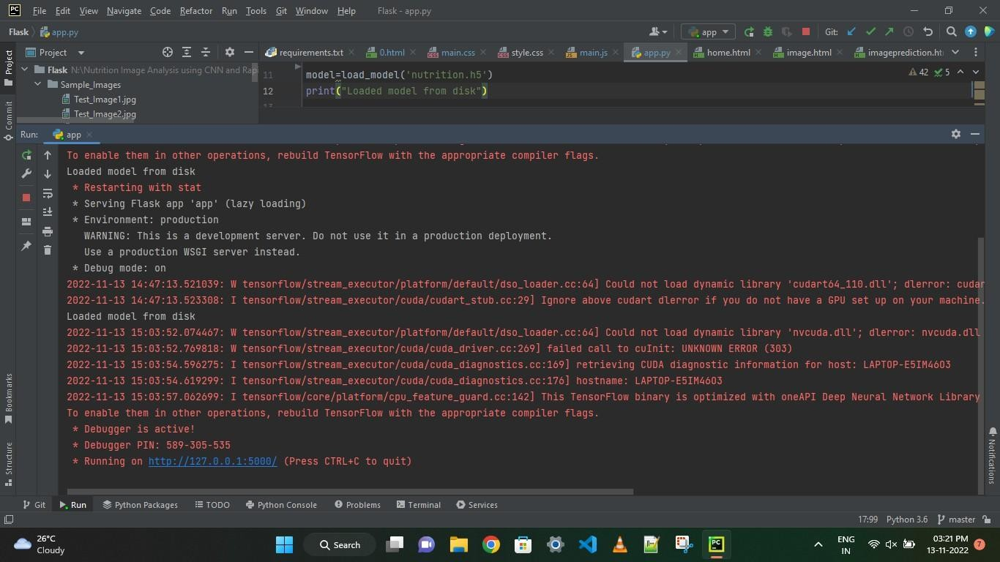 PC File Edit View Navigate Code Refactor Run Tools Git Window Help Flask - app.py
Flask app.py app Git:
Project requirements.txt 0.html main.css style.css main.js app.py home.html image.html imageprediction.ht
Flask N:\Nutrition Image Analysis using CNN and Rap
Sample_Images
Test_Image1.jpg
Test_Image2.jpg
11 model=load_model('nutrition.h5') 42 5
12 print("Loaded model from disk")
13
Project
Commit
Bookmarks
Structure
Run: app
To enable them in other operations, rebuild TensorFlow with the appropriate compiler flags.
Loaded model from disk
* Restarting with stat
* Serving Flask app 'app' (lazy loading)
* Environment: production
WARNING: This is a development server. Do not use it in a production deployment.
Use a production WSGI server instead.
* Debug mode: on
2022-11-13 14:47:13.521039: W tensorflow/stream_executor/platform/default/dso_loader.cc:64] Could not load dynamic library 'cudart64_110.dll'; dlerror: cudar
2022-11-13 14:47:13.523308: I tensorflow/stream_executor/cuda/cudart_stub.cc:29] Ignore above cudart dlerror if you do not have a GPU set up on your machine.
Loaded model from disk
2022-11-13 15:03:52.074467: W tensorflow/stream_executor/platform/default/dso_loader.cc:64] Could not load dynamic library 'nvcuda.dll'; dlerror: nvcuda.dll
2022-11-13 15:03:52.769818: W tensorflow/stream_executor/cuda/cuda_driver.cc:269] failed call to cuInit: UNKNOWN ERROR (303)
2022-11-13 15:03:54.596275: I tensorflow/stream_executor/cuda/cuda_diagnostics.cc:169] retrieving CUDA diagnostic information for host: LAPTOP-E5IM46O3
2022-11-13 15:03:54.619299: I tensorflow/stream_executor/cuda/cuda_diagnostics.cc:176] hostname: LAPTOP-E5IM46O3
2022-11-13 15:03:57.062699: I tensorflow/core/platform/cpu_feature_guard.cc:142] This TensorFlow binary is optimized with oneAPI Deep Neural Network Library
To enable them in other operations, rebuild TensorFlow with the appropriate compiler flags.
* Debugger is active!
* Debugger PIN: 589-305-535
* Running on http://127.0.0.1:5000/ (Press CTRL+C to quit)
Notifications
Git Run Python Packages TODO Python Console Problems Terminal Services
17:99 Python 3.6 master
26°C
Cloudy
Search
PC
ENG
IN
03:21 PM
13-11-2022
7